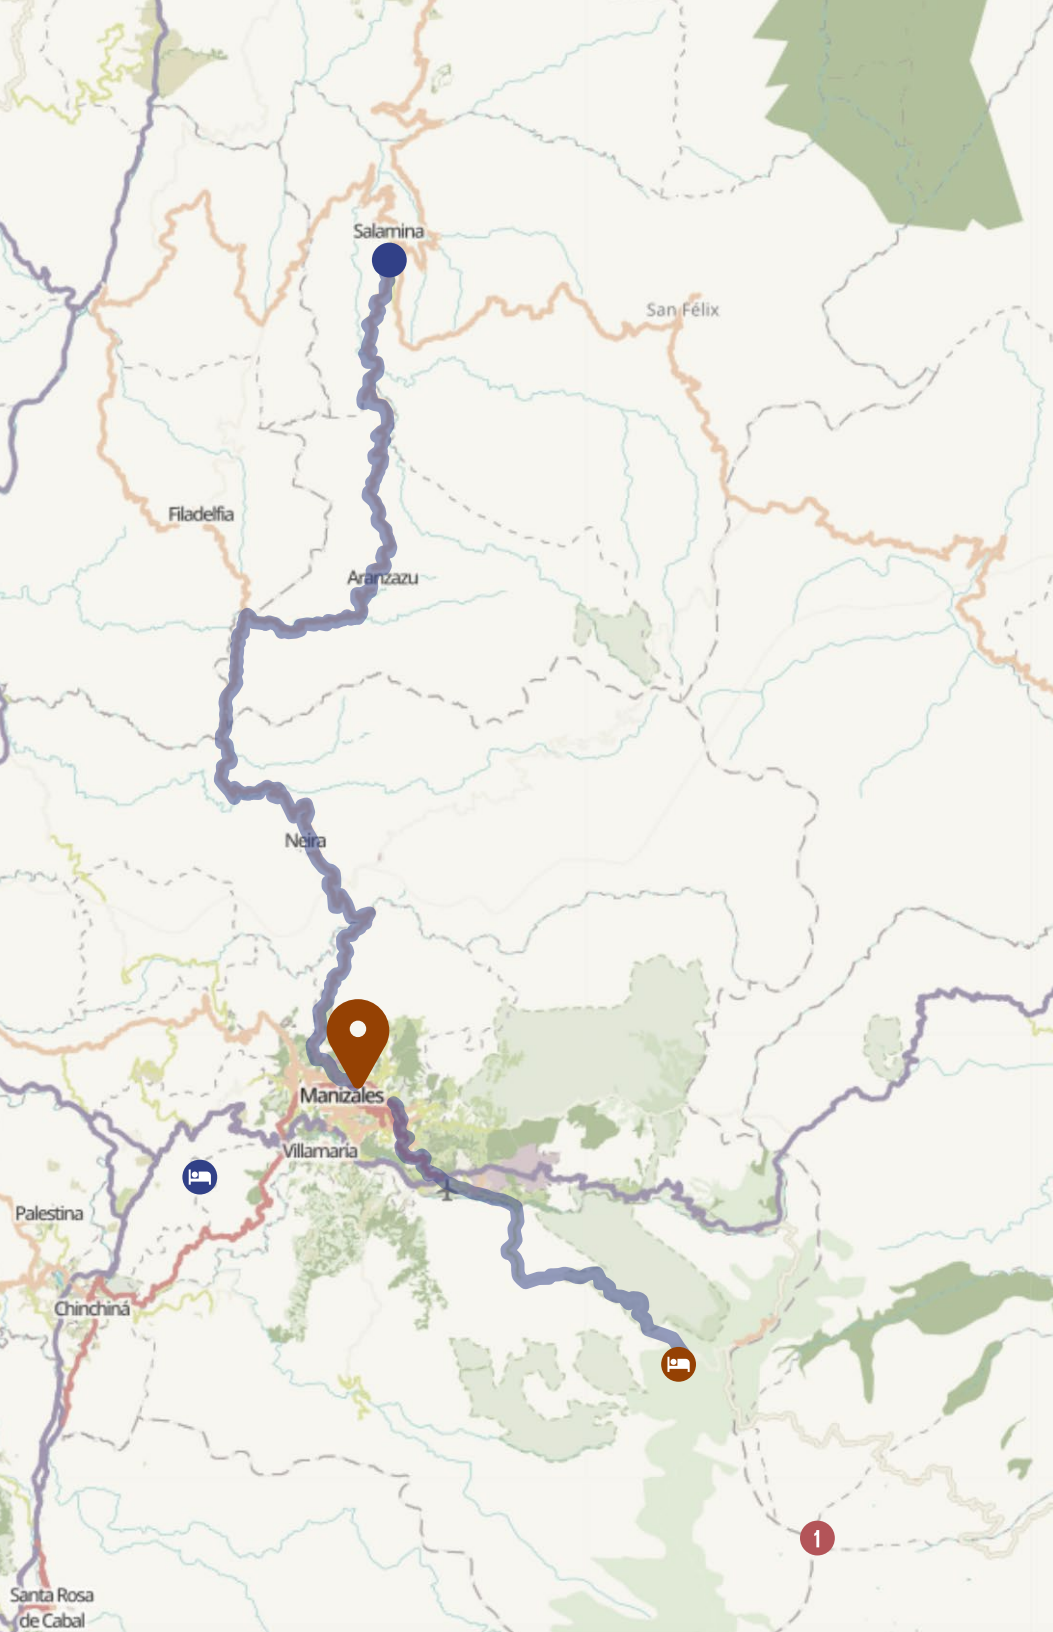 Salamina
San Félix
Filadelfia
Aranzazu
Neira
Manizales
Villamaría
Palestina
Chinchiná
1
Santa Rosa
de Cabal